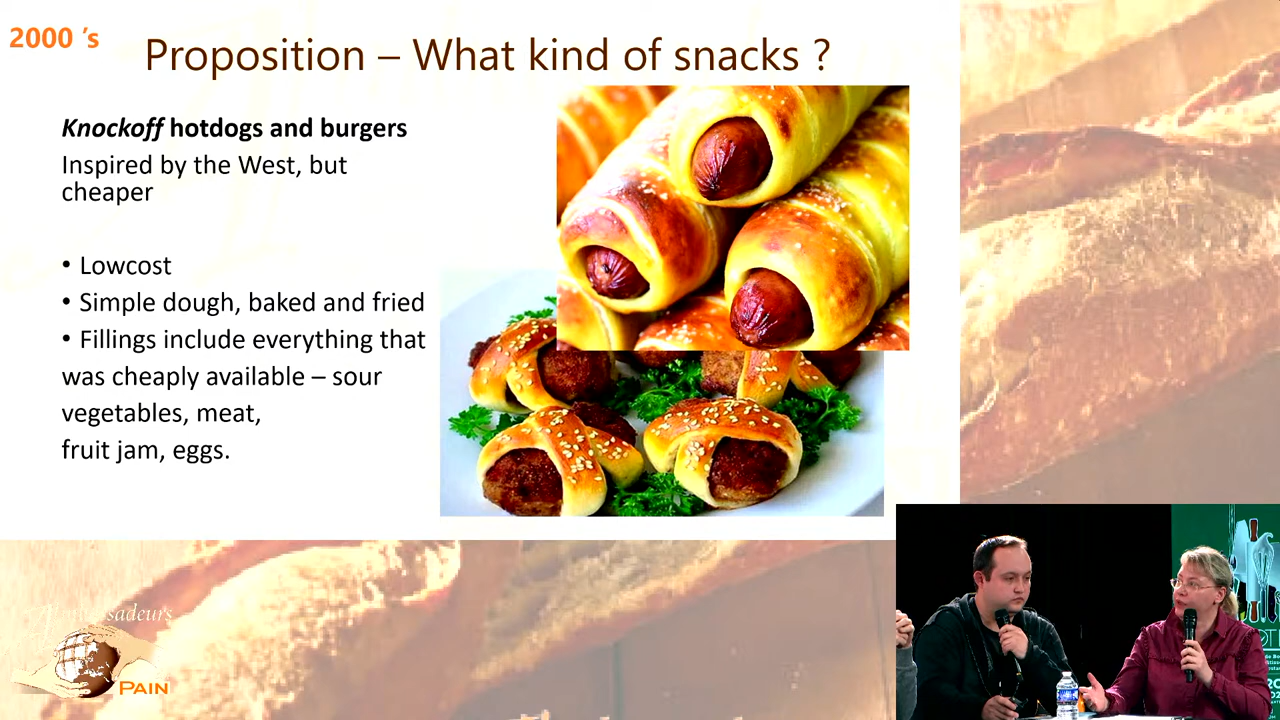 2000 ’s
Proposition – What kind of snacks ?
Knockoff hotdogs and burgers
Inspired by the West, but
cheaper
• Lowcost
• Simple dough, baked and fried
• Fillings include everything that
was cheaply available – sour
vegetables, meat,
fruit jam, eggs.
PAIN